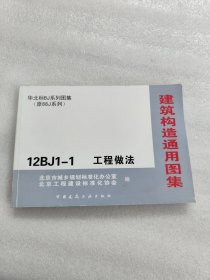 华北标BJ系列图集
(原88J系列)
12BJ1-1 工程做法
北京市城乡规划标准化办公室
北京工程建设标准化协会
编
中国建筑工业出版社
建筑构造通用图集